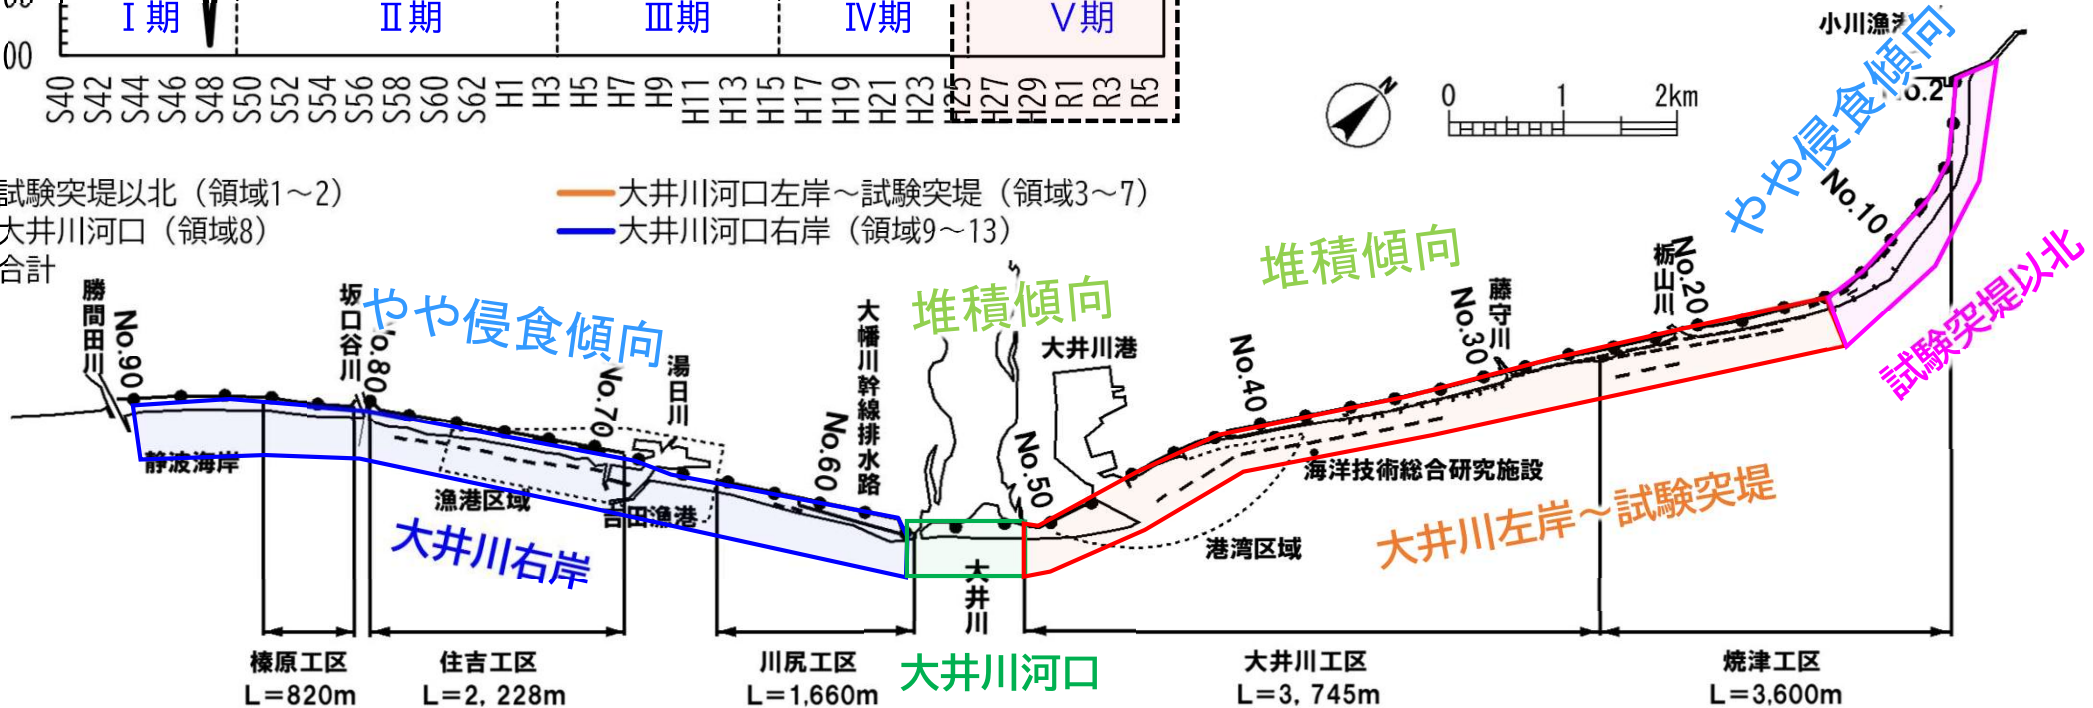 Ⅰ期 Ⅱ期 Ⅲ期 Ⅳ期 Ⅴ期
00
S40 S42 S44 S46 S48 S50 S52 S54 S56 S58 S60 S62 H1 H3 H5 H7 H9 H11 H13 H15 H17 H19 H21 H23 H25 H27 H29 R1 R3 R5
試験突堤以北（領域1～2）
大井川河口左岸～試験突堤（領域3～7）
大井川河口（領域8）
大井川河口右岸（領域9～13）
合計
N
0 1 2km
小川漁港
No.2
やや侵食傾向
No.10
試験突堤以北
栃山川
No.20
藤守川
No.30
堆積傾向
No.40
海洋技術総合研究施設
大井川左岸～試験突堤
港湾区域
大井川港
No.50
堆積傾向
大井川
大井川河口
大幡川幹線排水路
No.60
湯日川
No.70
吉田漁港
漁港区域
やや侵食傾向
大井川右岸
No.80
坂口谷川
静波海岸
No.90
勝間田川
榛原工区
L=820m
住吉工区
L=2,228m
川尻工区
L=1,660m
大井川工区
L=3,745m
焼津工区
L=3,600m